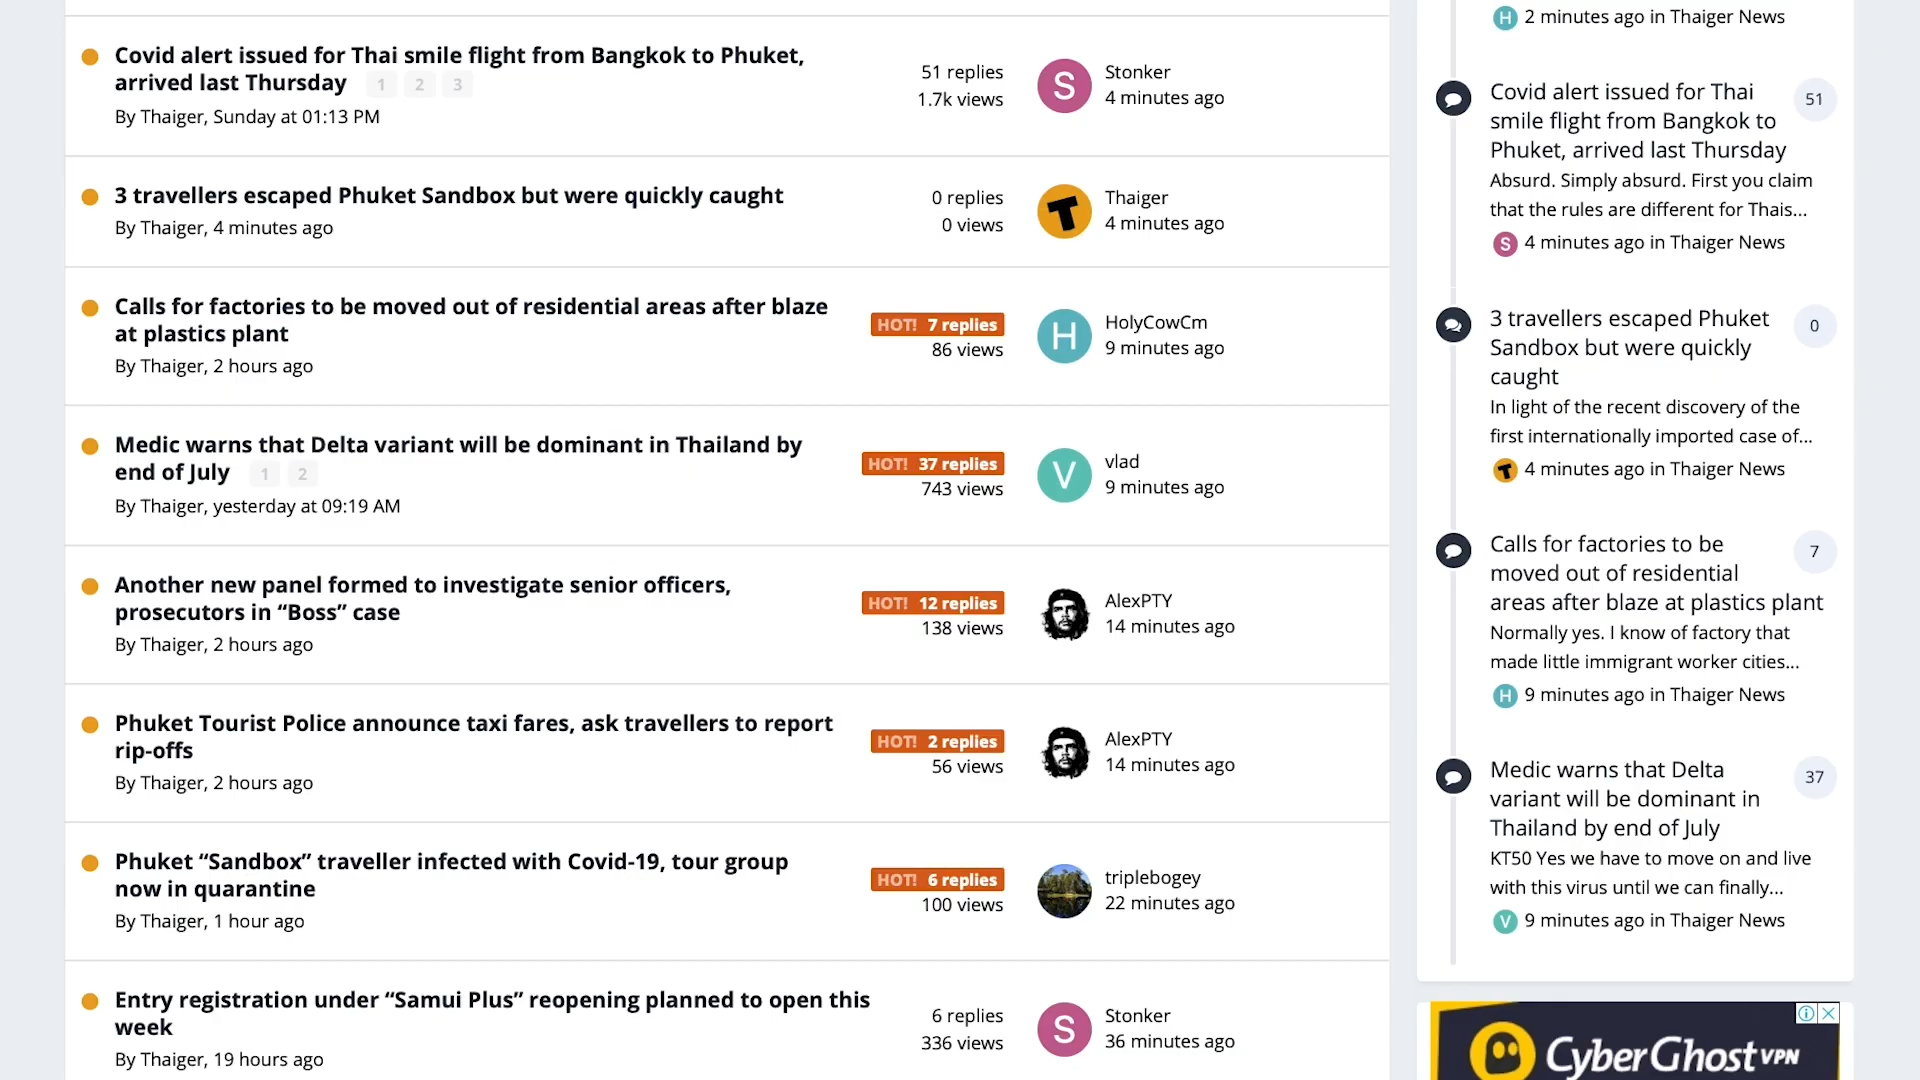 Covid alert issued for Thai smile flight from Bangkok to Phuket,
arrived last Thursday 1 2 3
By Thaiger, Sunday at 01:13 PM
51 replies
1.7k views
S
Stonker
4 minutes ago
3 travellers escaped Phuket Sandbox but were quickly caught
By Thaiger, 4 minutes ago
0 replies
0 views
T
Thaiger
4 minutes ago
Calls for factories to be moved out of residential areas after blaze
at plastics plant
By Thaiger, 2 hours ago
HOT! 7 replies
86 views
H
HolyCowCm
9 minutes ago
Medic warns that Delta variant will be dominant in Thailand by
end of July 1 2
By Thaiger, yesterday at 09:19 AM
HOT! 37 replies
743 views
V
vlad
9 minutes ago
Another new panel formed to investigate senior officers,
prosecutors in “Boss” case
By Thaiger, 2 hours ago
HOT! 12 replies
138 views
AlexPTY
14 minutes ago
Phuket Tourist Police announce taxi fares, ask travellers to report
rip-offs
By Thaiger, 2 hours ago
HOT! 2 replies
56 views
AlexPTY
14 minutes ago
Phuket “Sandbox” traveller infected with Covid-19, tour group
now in quarantine
By Thaiger, 1 hour ago
HOT! 6 replies
100 views
triplebogey
22 minutes ago
Entry registration under “Samui Plus” reopening planned to open this
week
By Thaiger, 19 hours ago
6 replies
336 views
S
Stonker
36 minutes ago
H 2 minutes ago in Thaiger News
Covid alert issued for Thai
smile flight from Bangkok to
Phuket, arrived last Thursday
51
Absurd. Simply absurd. First you claim
that the rules are different for Thais...
S 4 minutes ago in Thaiger News
3 travellers escaped Phuket
Sandbox but were quickly
caught
0
In light of the recent discovery of the
first internationally imported case of...
T 4 minutes ago in Thaiger News
Calls for factories to be
moved out of residential
areas after blaze at plastics plant
7
Normally yes. I know of factory that
made little immigrant worker cities...
H 9 minutes ago in Thaiger News
Medic warns that Delta
variant will be dominant in
Thailand by end of July
37
KT50 Yes we have to move on and live
with this virus until we can finally...
V 9 minutes ago in Thaiger News
CyberGhost VPN